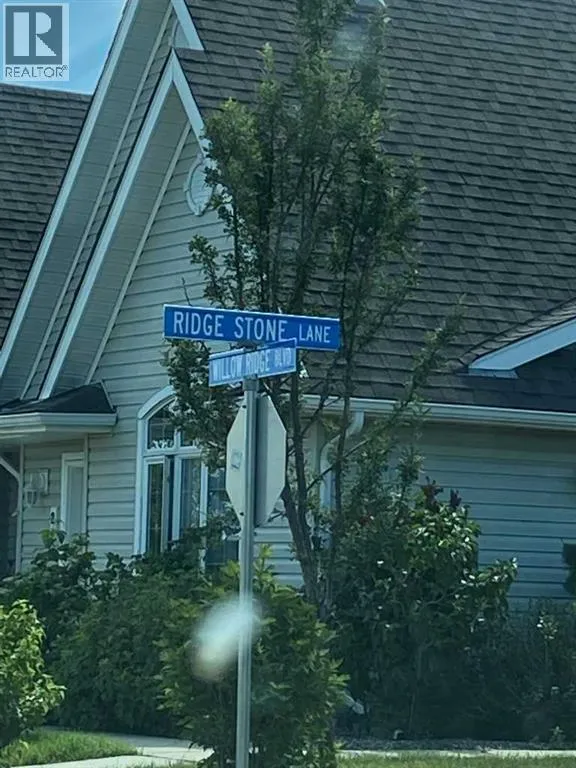 R
REALTOR®
RIDGE STONE LANE
WILLOW RIDGE BLVD